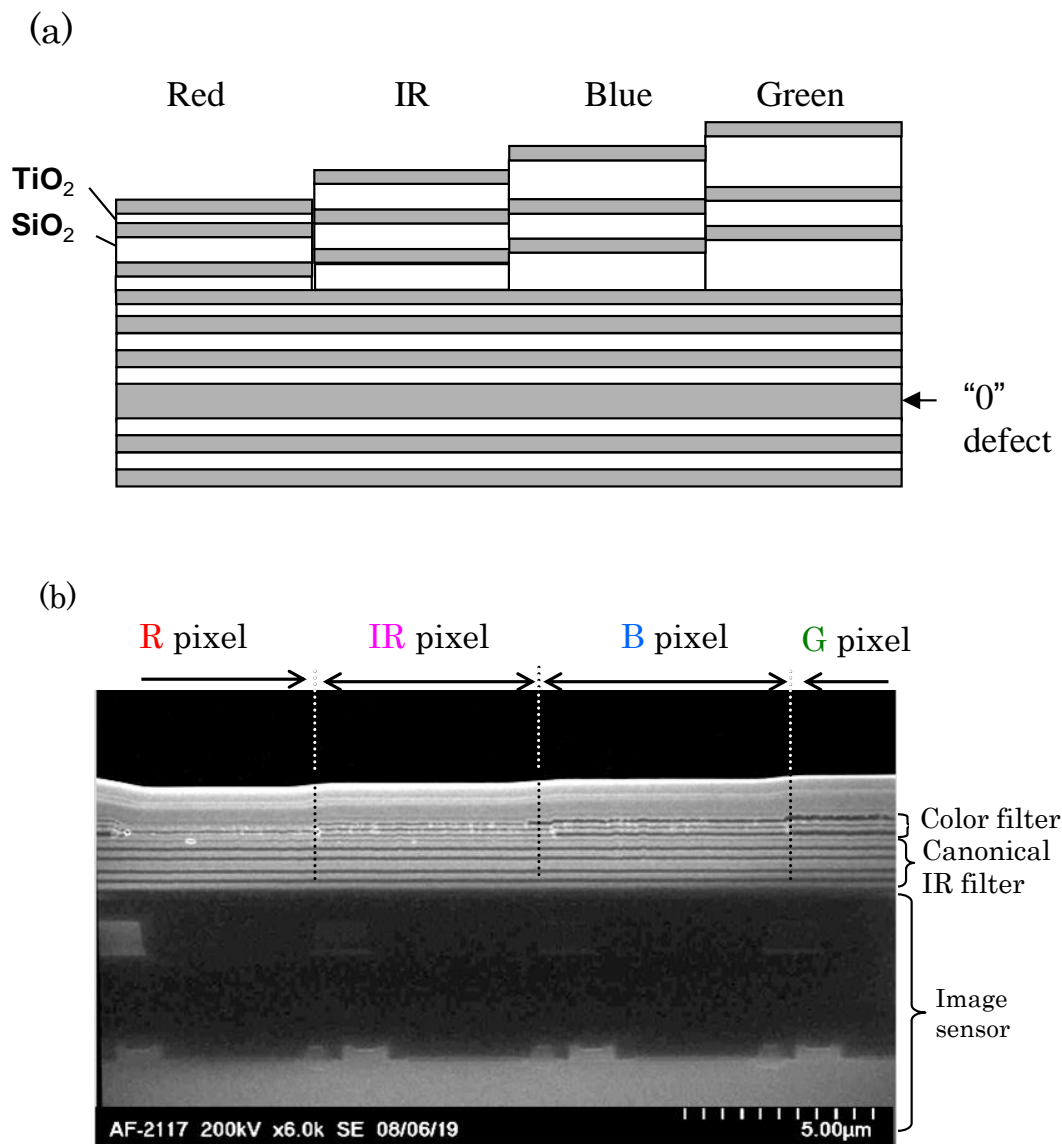 (a)
Red IR Blue Green
TiO₂
SiO₂
“0”
defect
(b)
R pixel IR pixel B pixel G pixel
Color filter
Canonical
IR filter
Image
sensor
AF-2117 200kV x6.0k SE 08/06/19 5.00μm